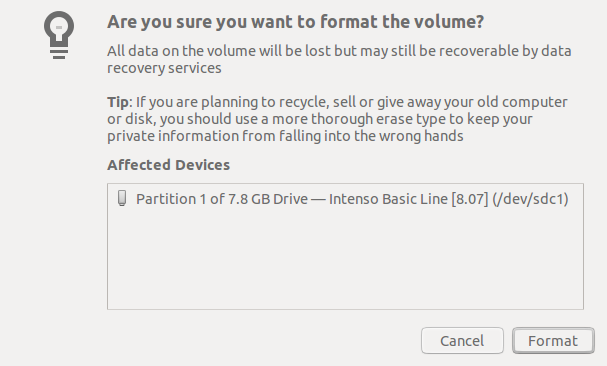 Are you sure you want to format the volume?
All data on the volume will be lost but may still be recoverable by data
recovery services
Tip: If you are planning to recycle, sell or give away your old computer
or disk, you should use a more thorough erase type to keep your
private information from falling into the wrong hands
Affected Devices
Partition 1 of 7.8 GB Drive — Intenso Basic Line [8.07] (/dev/sdc1)
Cancel
Format